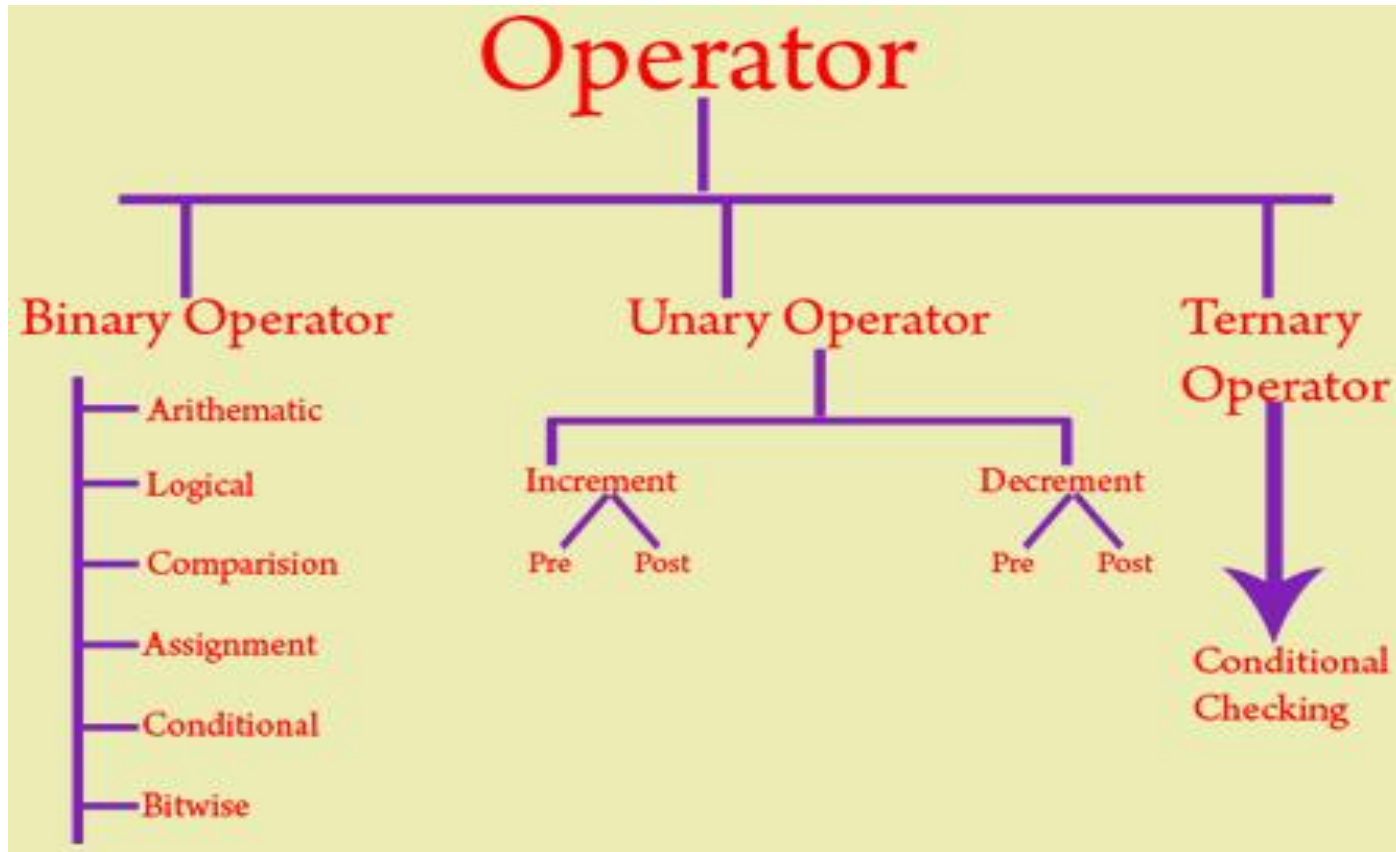 Operator
Binary Operator
Arithematic
Logical
Comparision
Assignment
Conditional
Bitwise
Unary Operator
Increment
Pre
Post
Decrement
Pre
Post
Ternary
Operator
Conditional
Checking